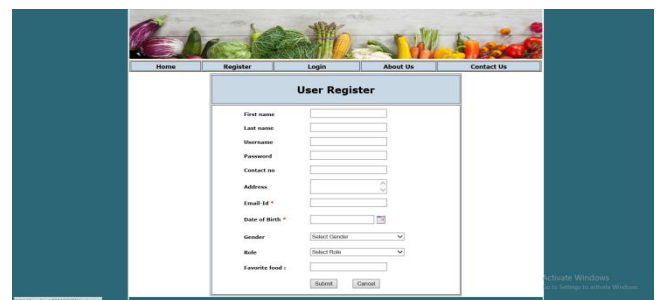 Home Register Login About Us Contact Us
User Register
First name
Last name
Username
Password
Contact no
Address
Email-Id *
Date of Birth *
Gender Select Gender
Role Select Role
Favorite food :
Submit Cancel
Activate Windows
Go to Settings to activate Windows.